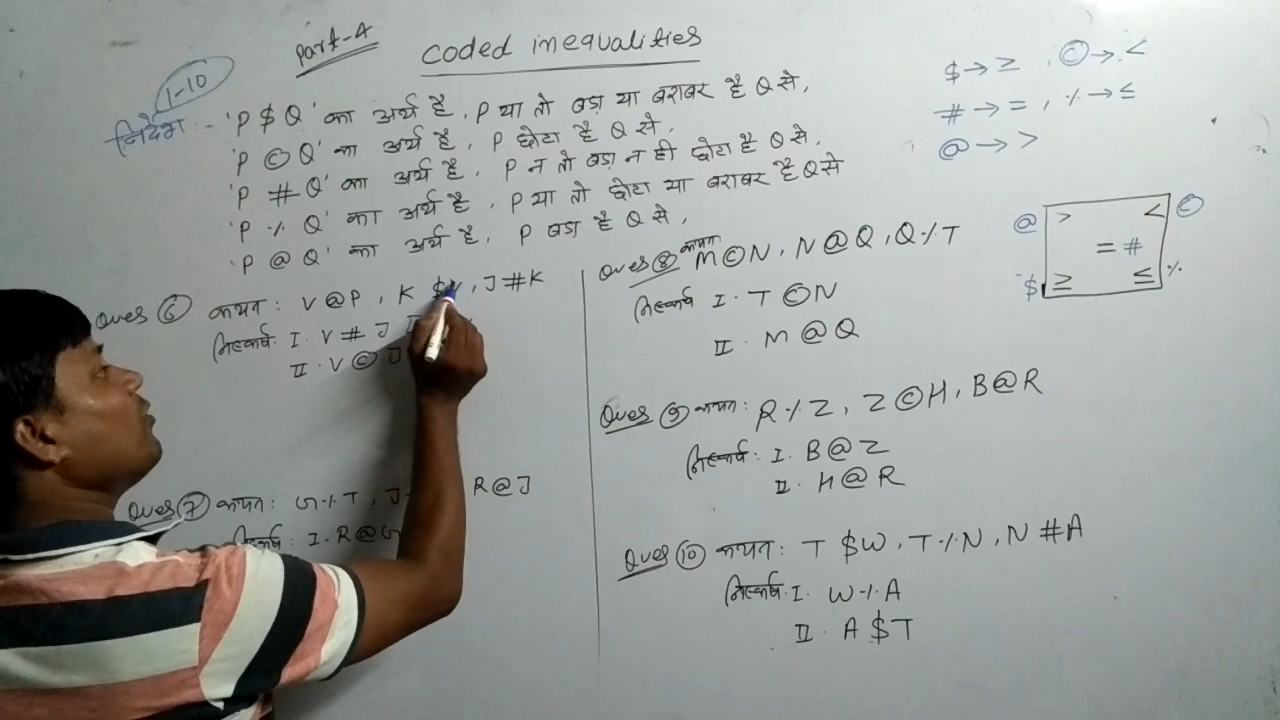 Part-4 coded inequalities
1-10
निर्देश :- 'P $ Q' का अर्थ है, P या तो बड़ा या बराबर है Q से,
'P © Q' का अर्थ है, P छोटा है Q से,
'P # Q' का अर्थ है, P न तो बड़ा न ही छोटा है Q से,
'P % Q' का अर्थ है, P या तो छोटा या बराबर है Q से
'P @ Q' का अर्थ है, P बड़ा है Q से,
$ → ≥ , © → <
# → = , % → ≤
@ → >
@ > < ©
= #
$ ≥ ≤ %
Ques 6 कथन: V @ P , K $ , J # K
निष्कर्ष: I. V # J
II. V © J
Ques 7 कथन: G % T , J R @ J
निष्कर्ष: I. R @ G
Ques 8 कथन M © N, N @ Q, Q % T
निष्कर्ष I. T © N
II. M @ Q
Ques 9 कथन: R % Z, Z © H, B @ R
निष्कर्ष: I. B @ Z
II. H @ R
Ques 10 कथन: T $ W, T % N, N # A
निष्कर्ष: I. W % A
II. A $ T